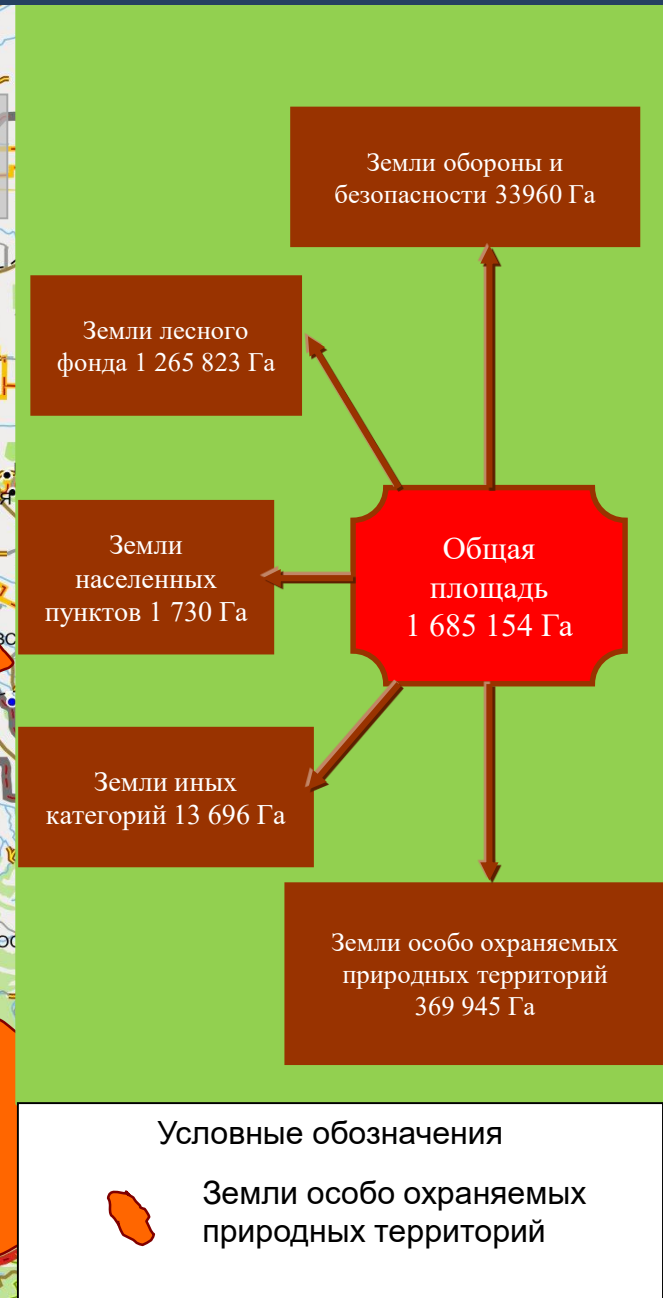 Земли обороны и
безопасности 33960 Га
Земли лесного
фонда 1 265 823 Га
Земли
населенных
пунктов 1 730 Га
Общая
площадь
1 685 154 Га
Земли иных
категорий 13 696 Га
Земли особо охраняемых
природных территорий
369 945 Га
Условные обозначения
Земли особо охраняемых
природных территорий